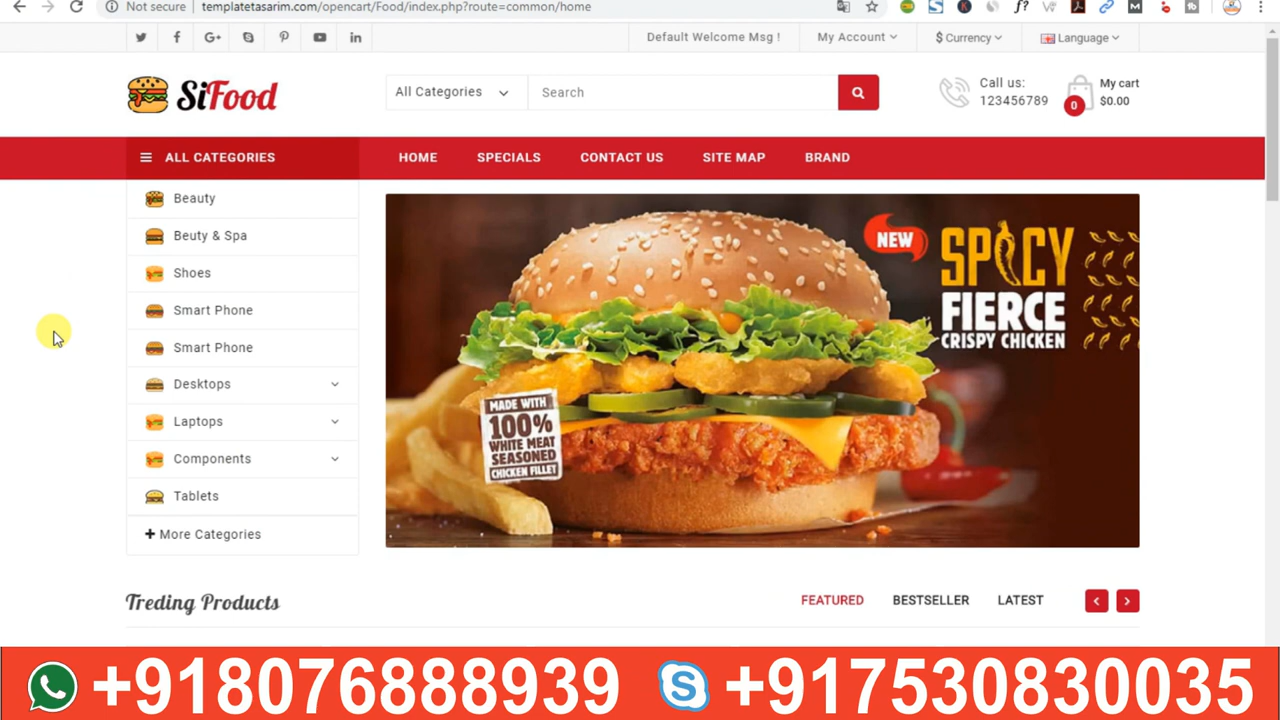 Not secure templatetasarim.com/opencart/Food/index.php?route=common/home
Default Welcome Msg ! My Account $ Currency Language
SiFood
All Categories Search
Call us:
123456789
My cart
0 $0.00
ALL CATEGORIES HOME SPECIALS CONTACT US SITE MAP BRAND
Beauty
Beuty & Spa
Shoes
Smart Phone
Smart Phone
Desktops
Laptops
Components
Tablets
+ More Categories
NEW
SPICY
FIERCE
CRISPY CHICKEN
MADE WITH
100%
WHITE MEAT
SEASONED
CHICKEN FILLET
Treding Products FEATURED BESTSELLER LATEST
+918076888939 +917530830035